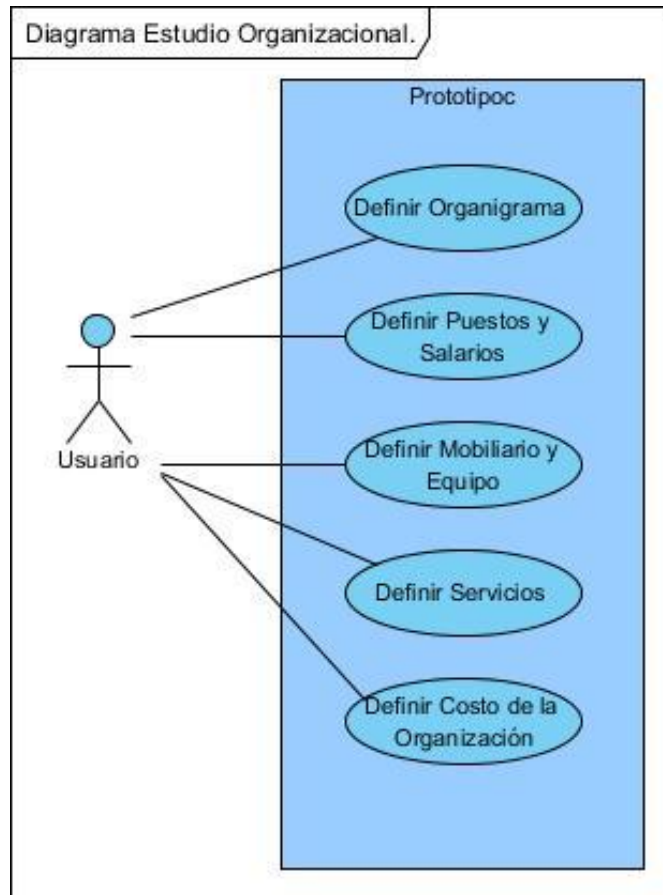 Diagrama Estudio Organizacional.
Prototipoc
Definir Organigrama
Definir Puestos y
Salarios
Usuario
Definir Mobiliario y
Equipo
Definir Servicios
Definir Costo de la
Organización